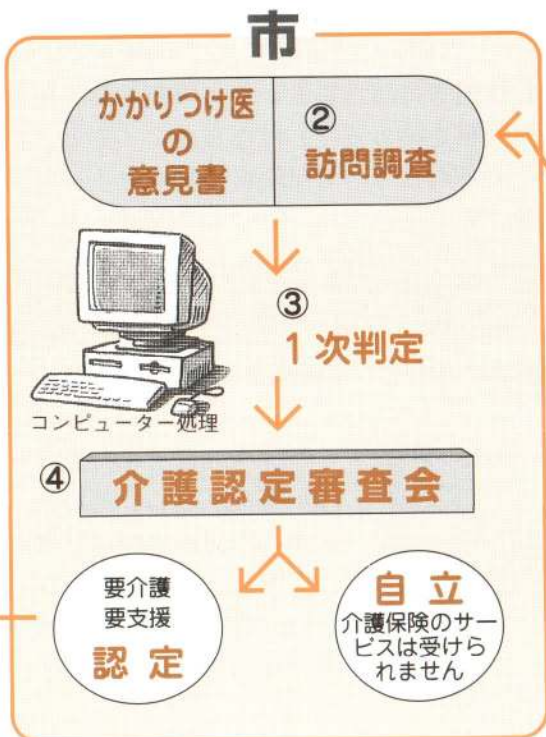 市
かかりつけ医
の
意見書
②
訪問調査
③
1次判定
コンピューター処理
④
介護認定審査会
要介護
要支援
認定
自立
介護保険のサー
ビスは受けら
れません